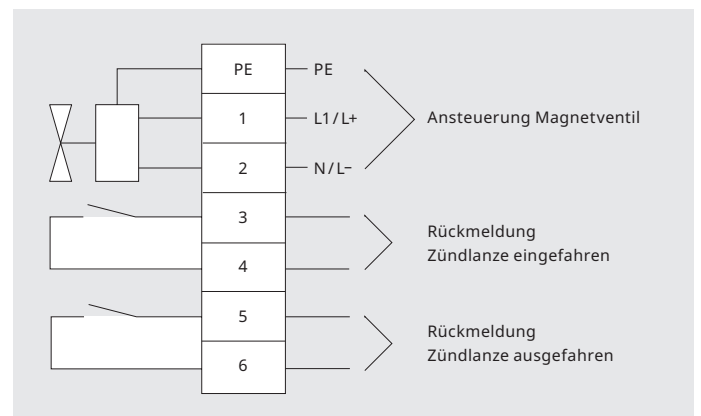 PE PE
1 L1/L+ Ansteuerung Magnetventil
2 N/L–
3
Rückmeldung
Zündlanze eingefahren
4
5
Rückmeldung
Zündlanze ausgefahren
6